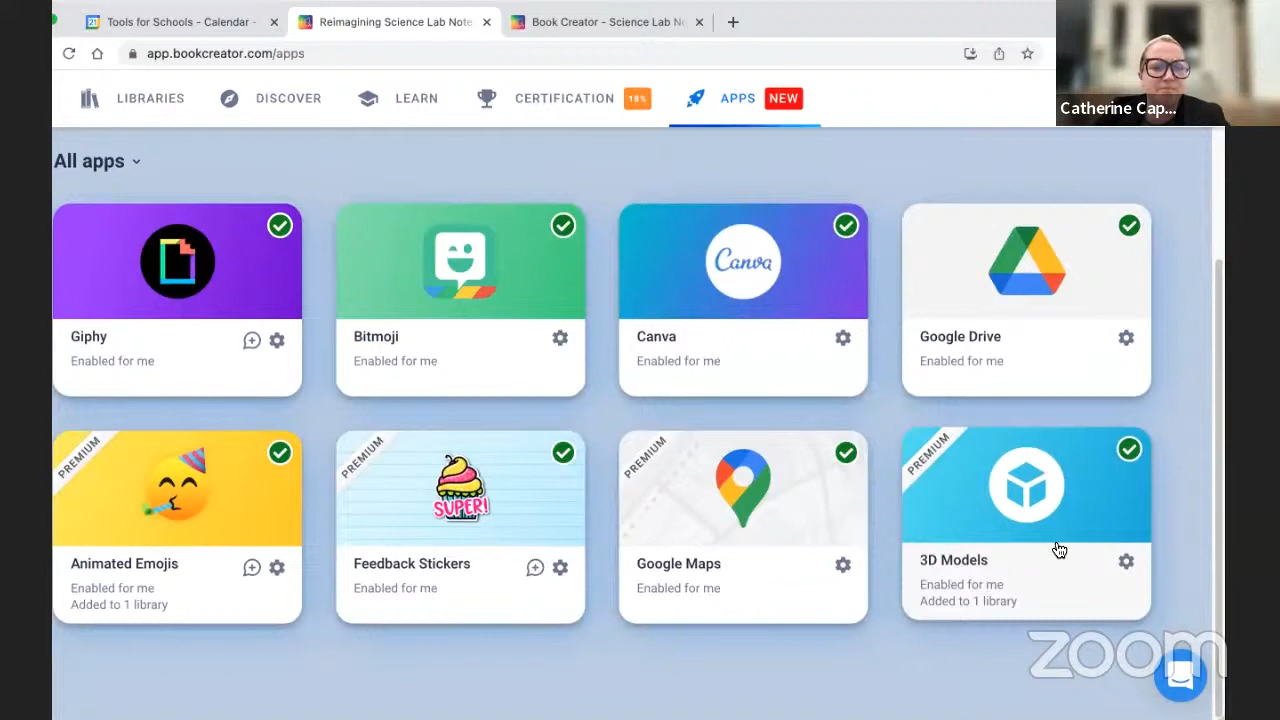 Tools for Schools - Calendar -
Reimagining Science Lab Note
Book Creator - Science Lab N
app.bookcreator.com/apps
LIBRARIES
DISCOVER
LEARN
CERTIFICATION
18%
APPS
NEW
Catherine Cap...
All apps
Canva
Giphy
Enabled for me
Bitmoji
Enabled for me
Canva
Enabled for me
Google Drive
Enabled for me
PREMIUM
PREMIUM
SUPER!
PREMIUM
PREMIUM
Animated Emojis
Enabled for me
Added to 1 library
Feedback Stickers
Enabled for me
Google Maps
Enabled for me
3D Models
Enabled for me
Added to 1 library
zoom